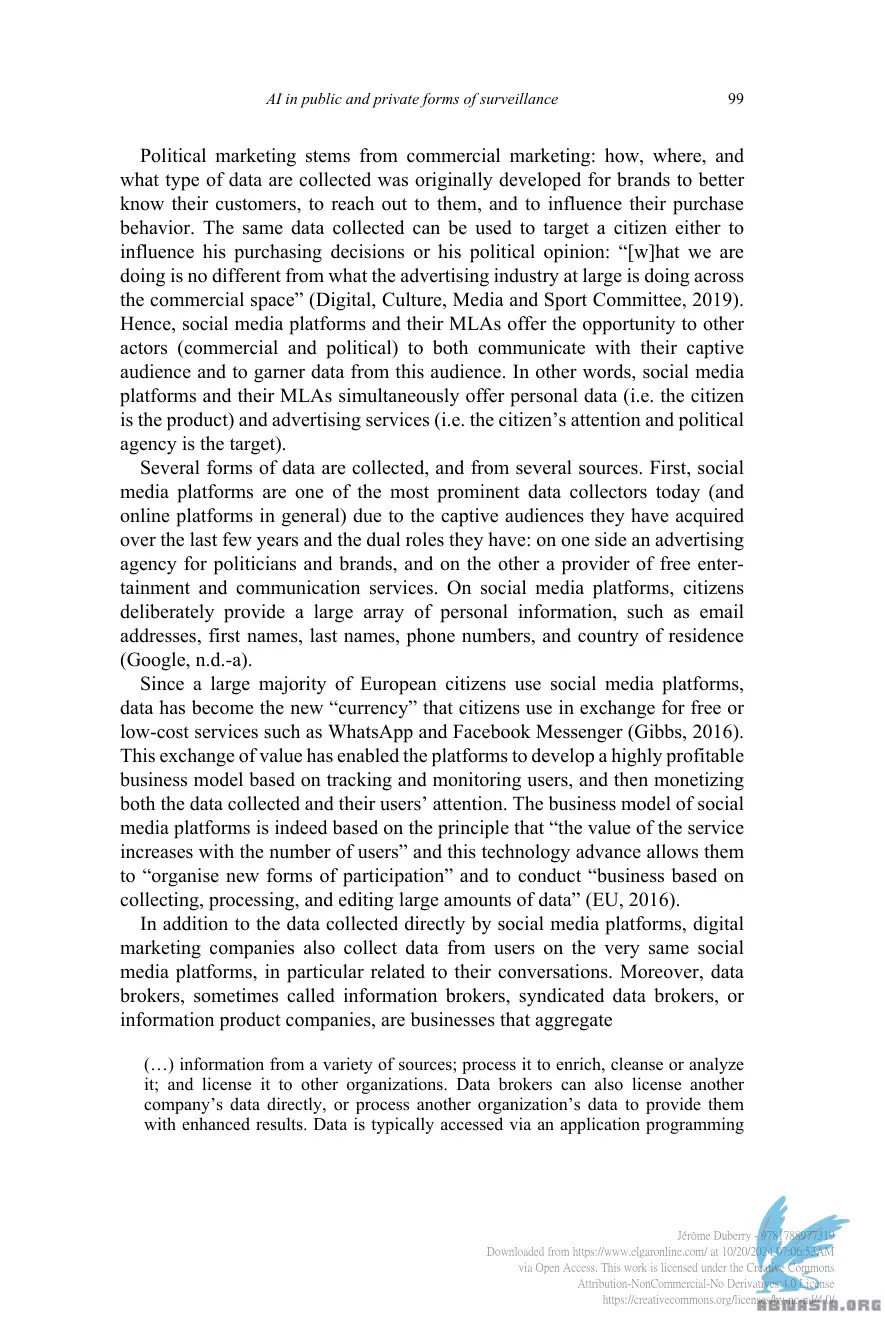 AI in public and private forms of surveillance 99
Political marketing stems from commercial marketing: how, where, and
what type of data are collected was originally developed for brands to better
know their customers, to reach out to them, and to influence their purchase
behavior. The same data collected can be used to target a citizen either to
influence his purchasing decisions or his political opinion: “[w]hat we are
doing is no different from what the advertising industry at large is doing across
the commercial space” (Digital, Culture, Media and Sport Committee, 2019).
Hence, social media platforms and their MLAs offer the opportunity to other
actors (commercial and political) to both communicate with their captive
audience and to garner data from this audience. In other words, social media
platforms and their MLAs simultaneously offer personal data (i.e. the citizen
is the product) and advertising services (i.e. the citizen’s attention and political
agency is the target).
Several forms of data are collected, and from several sources. First, social
media platforms are one of the most prominent data collectors today (and
online platforms in general) due to the captive audiences they have acquired
over the last few years and the dual roles they have: on one side an advertising
agency for politicians and brands, and on the other a provider of free enter-
tainment and communication services. On social media platforms, citizens
deliberately provide a large array of personal information, such as email
addresses, first names, last names, phone numbers, and country of residence
(Google, n.d.-a).
Since a large majority of European citizens use social media platforms,
data has become the new “currency” that citizens use in exchange for free or
low-cost services such as WhatsApp and Facebook Messenger (Gibbs, 2016).
This exchange of value has enabled the platforms to develop a highly profitable
business model based on tracking and monitoring users, and then monetizing
both the data collected and their users’ attention. The business model of social
media platforms is indeed based on the principle that “the value of the service
increases with the number of users” and this technology advance allows them
to “organise new forms of participation” and to conduct “business based on
collecting, processing, and editing large amounts of data” (EU, 2016).
In addition to the data collected directly by social media platforms, digital
marketing companies also collect data from users on the very same social
media platforms, in particular related to their conversations. Moreover, data
brokers, sometimes called information brokers, syndicated data brokers, or
information product companies, are businesses that aggregate
(…) information from a variety of sources; process it to enrich, cleanse or analyze
it; and license it to other organizations. Data brokers can also license another
company’s data directly, or process another organization’s data to provide them
with enhanced results. Data is typically accessed via an application programming
Jérôme Duberry - 9781788977319
Downloaded from https://www.elgaronline.com/ at 10/20/2024 07:06:53AM
via Open Access. This work is licensed under the Creative Commons
Attribution-NonCommercial-No Derivatives 4.0 License
https://creativecommons.org/licenses/by-nc-nd/4.0/
ABTWASIA.ORG